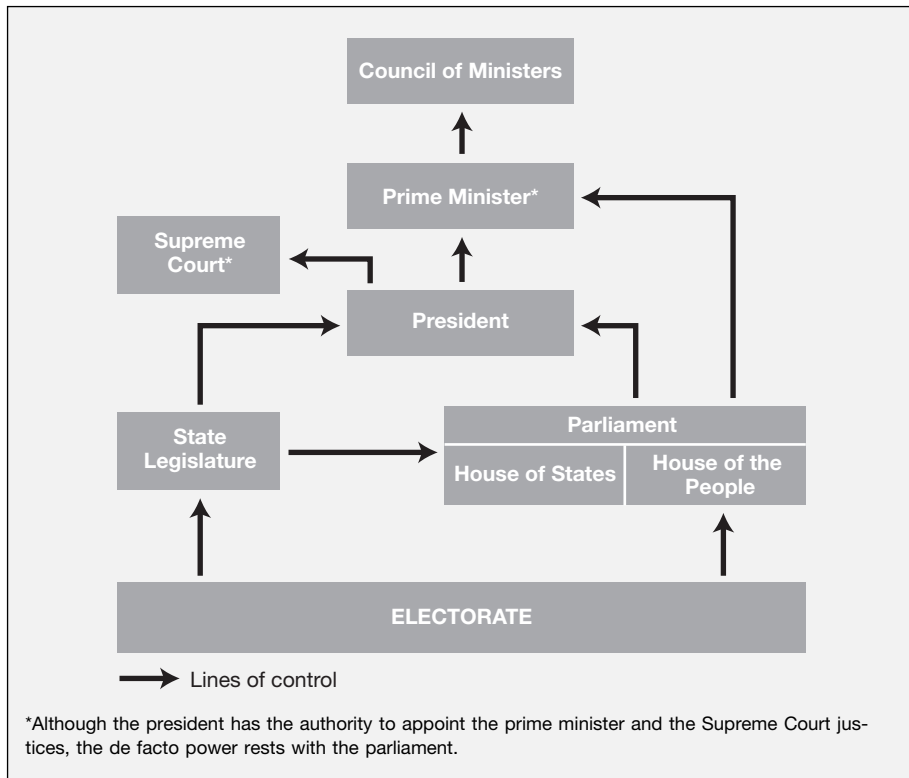 Council of Ministers
Prime Minister*
Supreme
Court*
President
State
Legislature
Parliament
House of States
House of the
People
ELECTORATE
Lines of control
*Although the president has the authority to appoint the prime minister and the Supreme Court jus-
tices, the de facto power rests with the parliament.